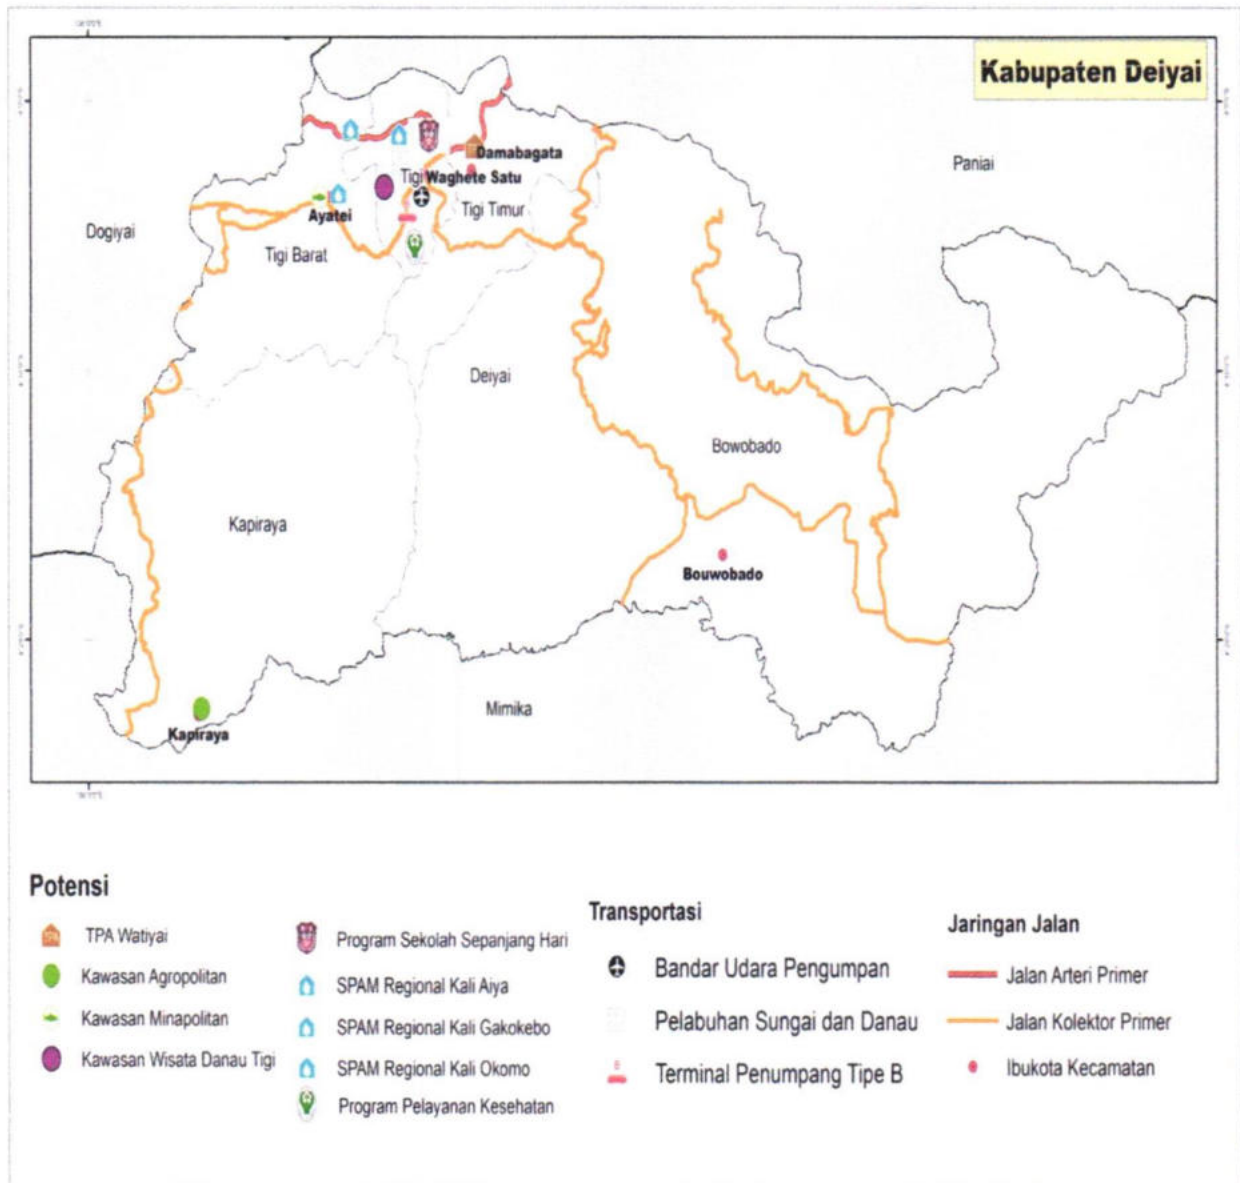 Kabupaten Deiyai
Paniai
Damabagata
Tigi
Waghete Satu
Tigi Timur
Ayatei
Dogiyai
Tigi Barat
Deiyai
Bowobado
Kapiraya
Bouwobado
Mimika
Kapiraya
Potensi
TPA Watiyai
Kawasan Agropolitan
Kawasan Minapolitan
Kawasan Wisata Danau Tigi
Program Sekolah Sepanjang Hari
SPAM Regional Kali Aiya
SPAM Regional Kali Gakokebo
SPAM Regional Kali Okomo
Program Pelayanan Kesehatan
Transportasi
Bandar Udara Pengumpan
Pelabuhan Sungai dan Danau
Terminal Penumpang Tipe B
Jaringan Jalan
Jalan Arteri Primer
Jalan Kolektor Primer
Ibukota Kecamatan